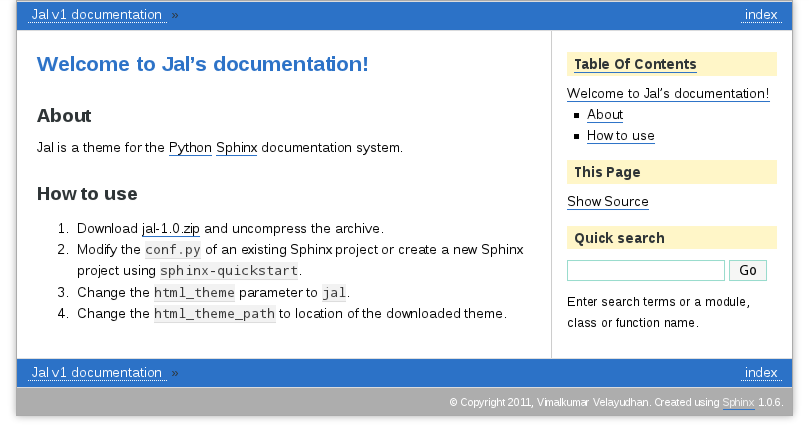 Jal v1 documentation »
index
Welcome to Jal's documentation!
About
Jal is a theme for the Python Sphinx documentation system.
How to use
1. Download jal-1.0.zip and uncompress the archive.
2. Modify the conf.py of an existing Sphinx project or create a new Sphinx
project using sphinx-quickstart.
3. Change the html_theme parameter to jal.
4. Change the html_theme_path to location of the downloaded theme.
Table Of Contents
Welcome to Jal's documentation!
About
How to use
This Page
Show Source
Quick search
Go
Enter search terms or a module,
class or function name.
Jal v1 documentation »
index
© Copyright 2011, Vimalkumar Velayudhan. Created using Sphinx 1.0.6.